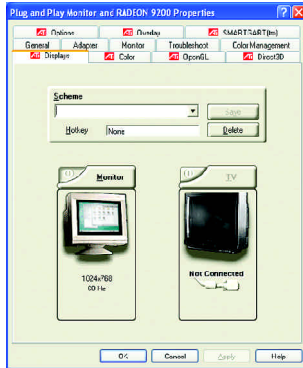 Plug and Play Monitor and RADEON 9200 Properties
Options Overlay SMARTGART(tm)
General Adapter Monitor Troubleshoot Color Management
Displays Color OpenGL Direct3D
Scheme
Save
Hotkey None Delete
Monitor TV
1024x768
Not Connected
60 Hz
OK Cancel Apply Help